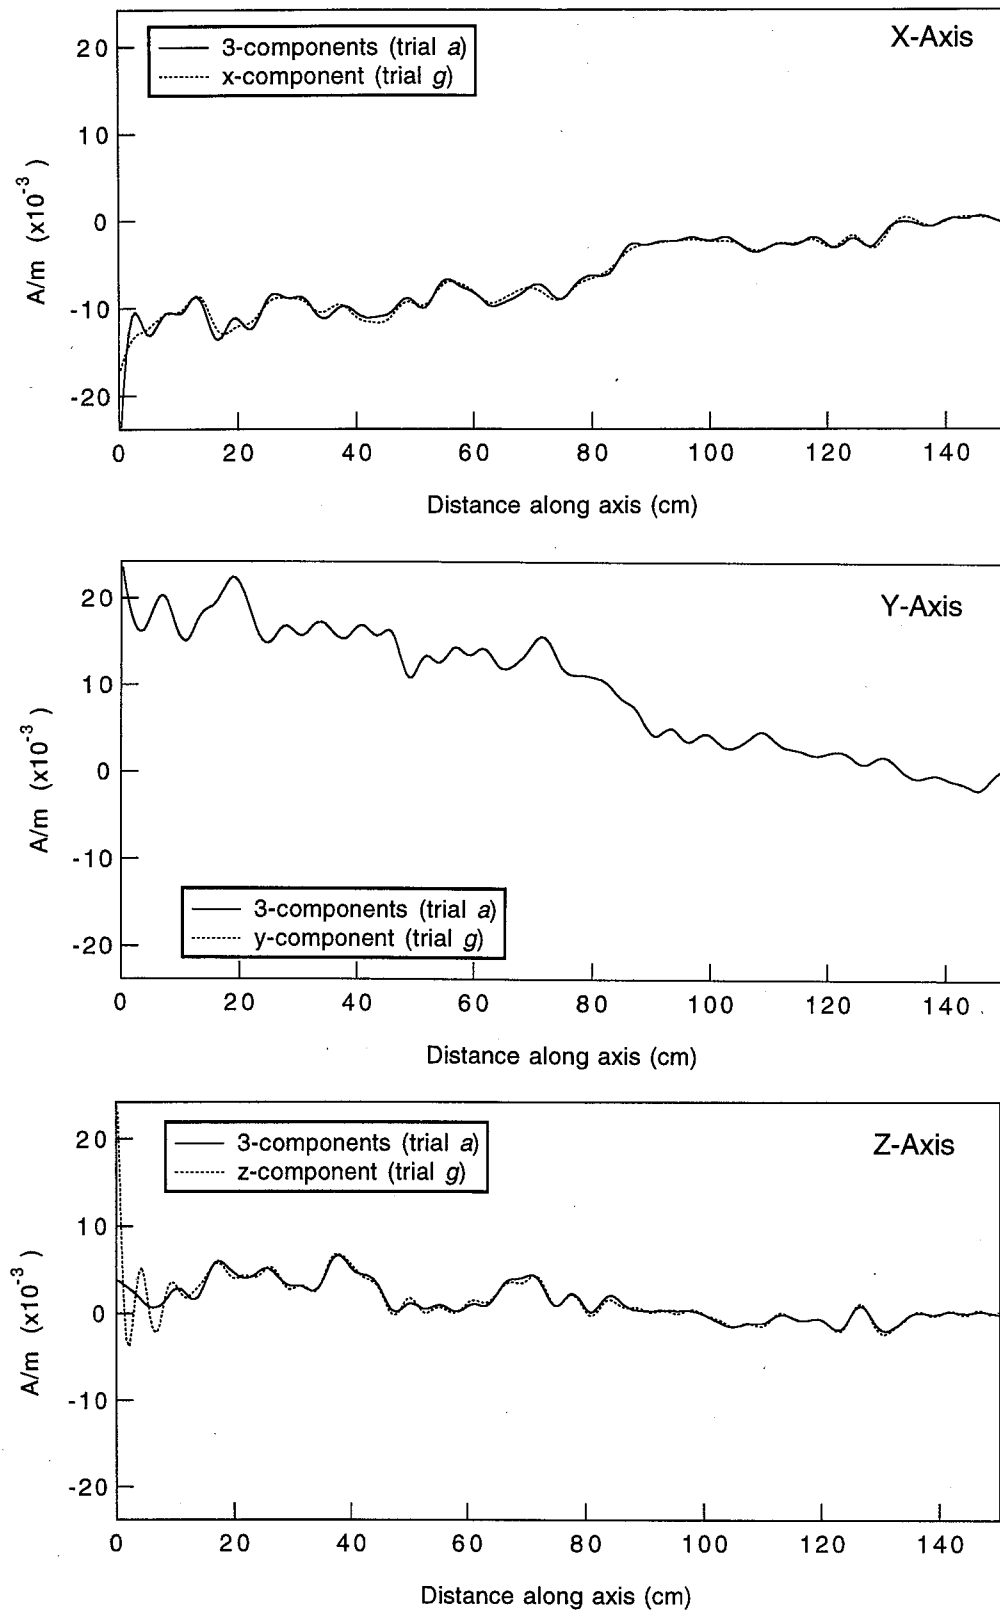 X-Axis
3-components (trial a)
x-component (trial g)
20
10
0
-10
-20
A/m (x10-3)
0 20 40 60 80 100 120 140
Distance along axis (cm)
Y-Axis
20
10
0
-10
-20
A/m (x10-3)
3-components (trial a)
y-component (trial g)
0 20 40 60 80 100 120 140
Distance along axis (cm)
3-components (trial a)
z-component (trial g)
Z-Axis
20
10
0
-10
-20
A/m (x10-3)
0 20 40 60 80 100 120 140
Distance along axis (cm)